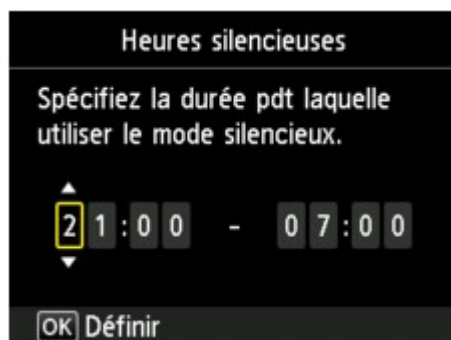 Heures silencieuses
Spécifiez la durée pdt laquelle
utiliser le mode silencieux.
21:00 - 07:00
OK Définir